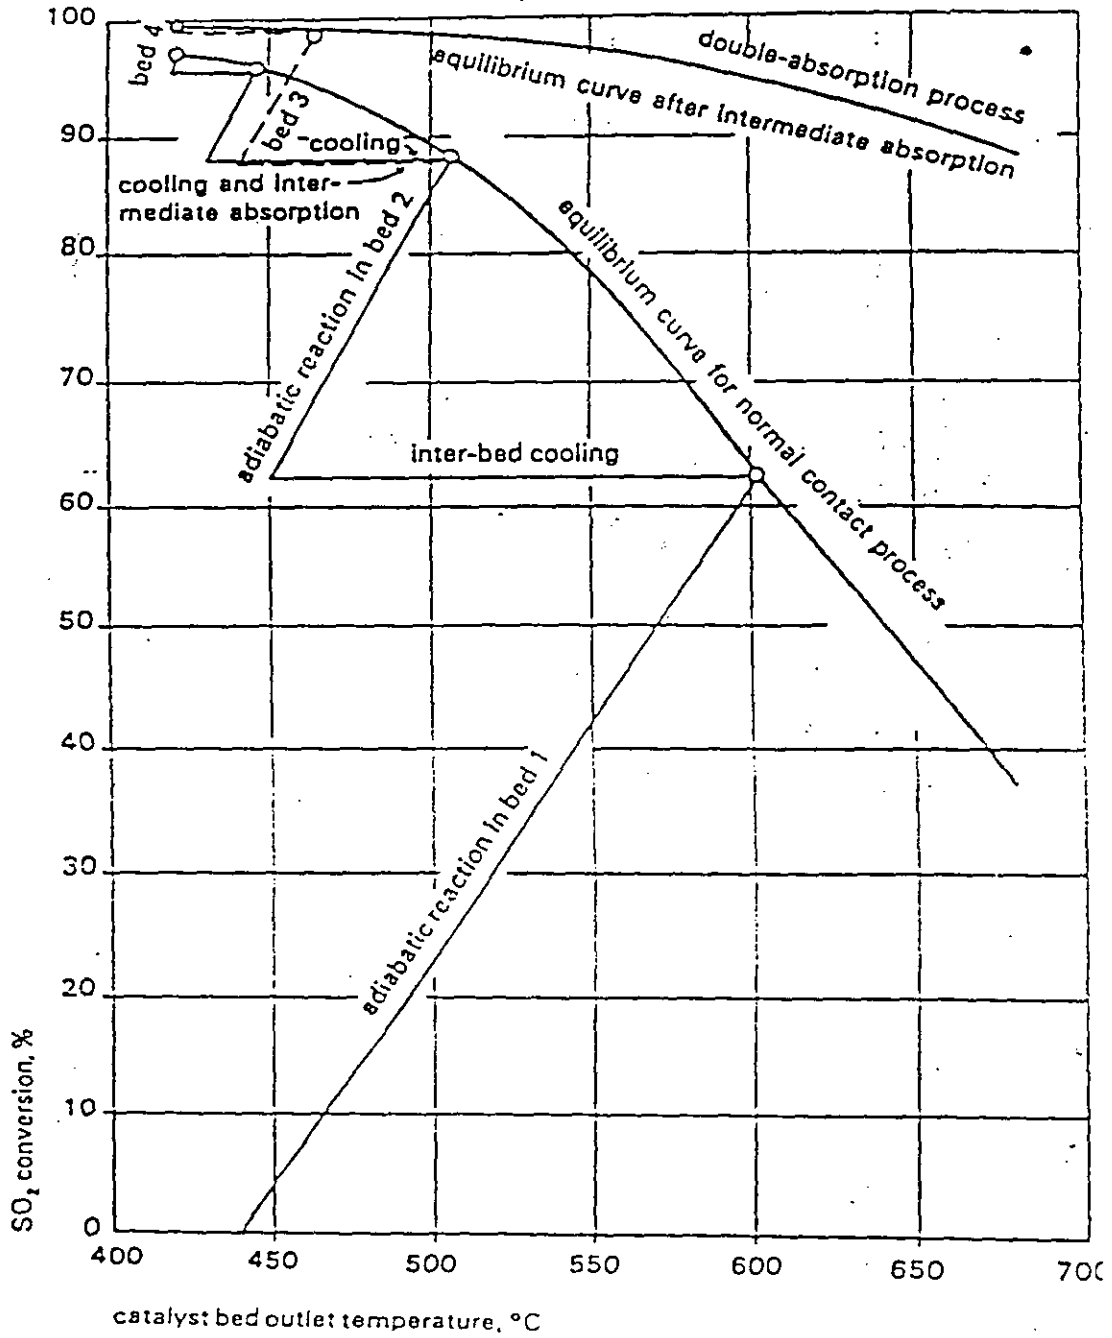 100
90
80
70
60
50
40
30
20
10
0
SO₂ conversion, %
400
450
500
550
600
650
catalyst bed outlet temperature, °C
bed 4
bed 3
cooling
cooling and inter-
mediate absorption
double-absorption process
equilibrium curve after intermediate absorption
adiabatic reaction in bed 2
equilibrium curve for normal contact process
inter-bed cooling
adiabatic reaction in bed 1